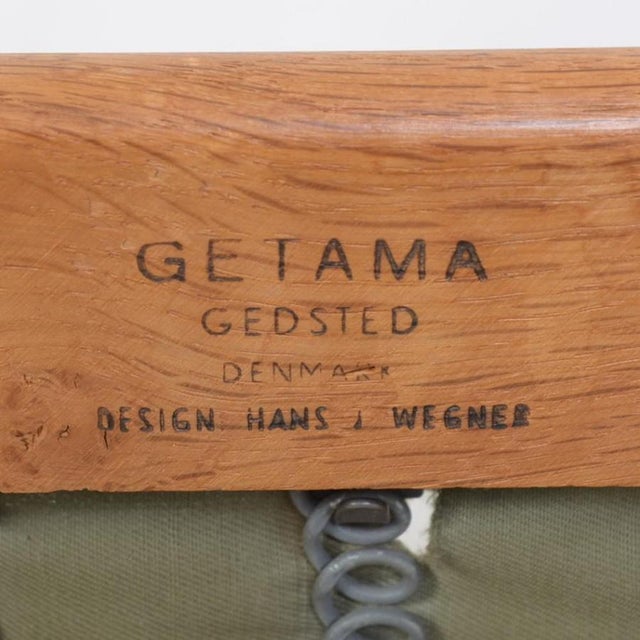 GETAMA
GEDSTED
DENMARK
DESIGN HANS J WEGNER